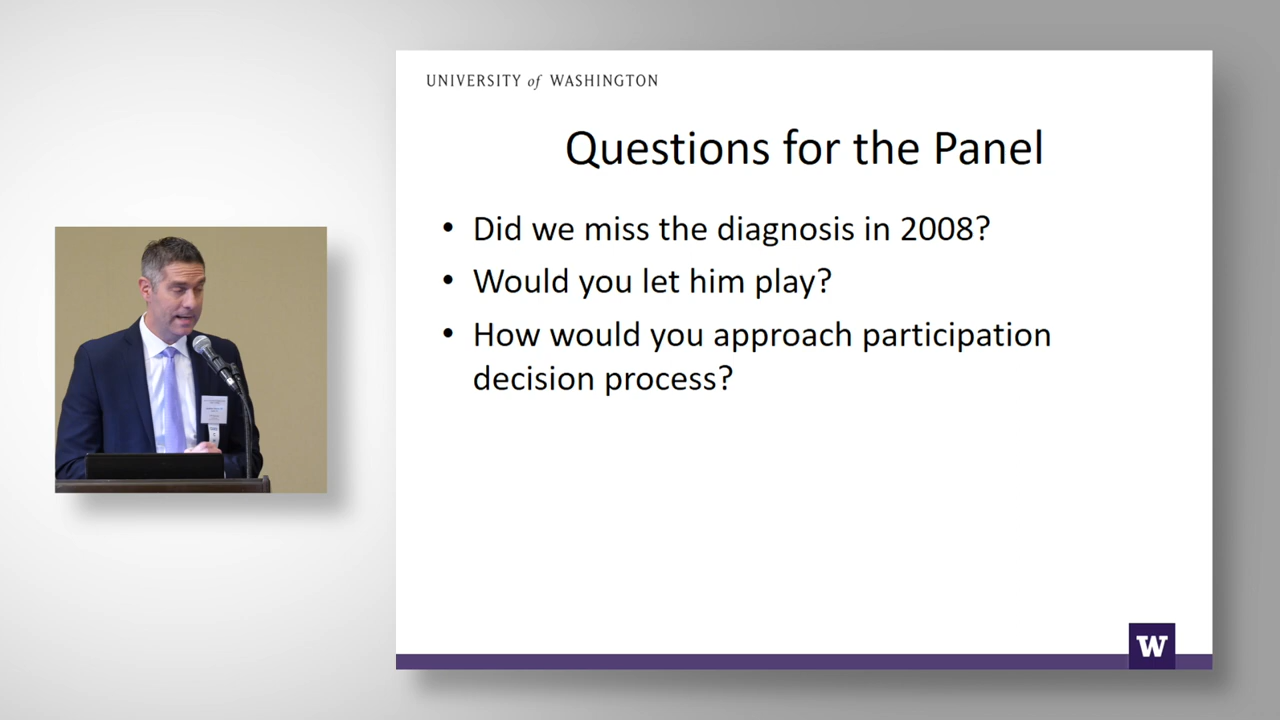 UNIVERSITY of WASHINGTON
Questions for the Panel
• Did we miss the diagnosis in 2008?
• Would you let him play?
• How would you approach participation
decision process?
W